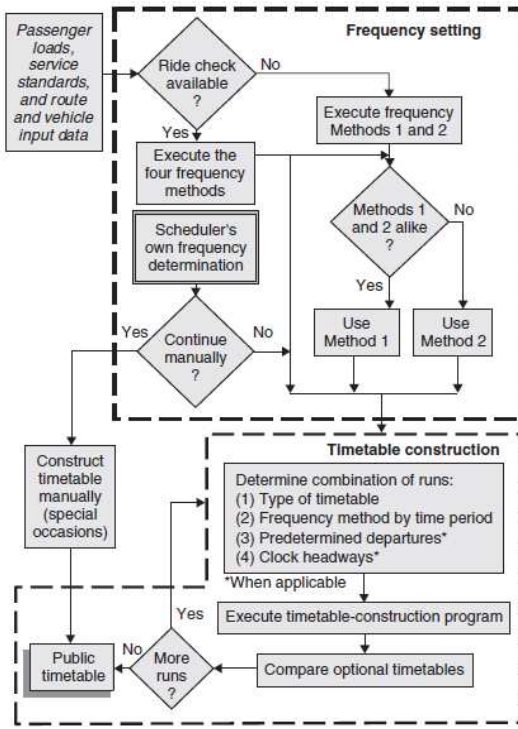 Passenger
loads,
service
standards,
and route
and vehicle
input data
Frequency setting
Ride check
available
?
No
Yes
Execute frequency
Methods 1 and 2
Execute the
four frequency
methods
Methods 1
and 2 alike
?
No
Yes
Scheduler's
own frequency
determination
Use
Method 1
Use
Method 2
Yes
Continue
manually
?
No
Construct
timetable
manually
(special
occasions)
Timetable construction
Determine combination of runs:
(1) Type of timetable
(2) Frequency method by time period
(3) Predetermined departures*
(4) Clock headways*
*When applicable
Execute timetable-construction program
Compare optional timetables
Yes
More
runs
?
No
Public
timetable